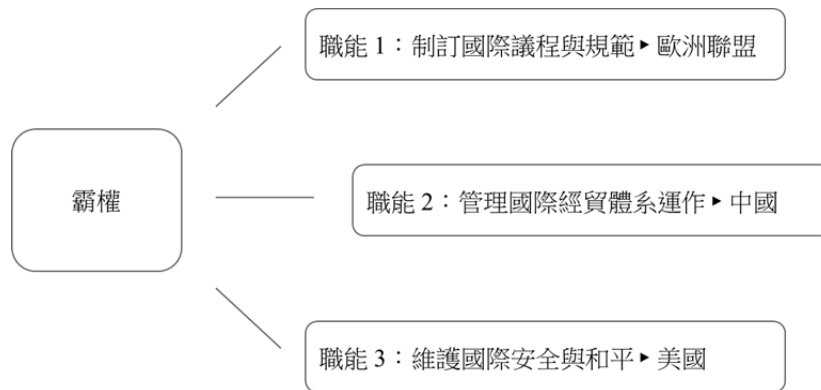 職能 1：制訂國際議程與規範▸歐洲聯盟
霸權
職能 2：管理國際經貿體系運作▸中國
職能 3：維護國際安全與和平▸美國